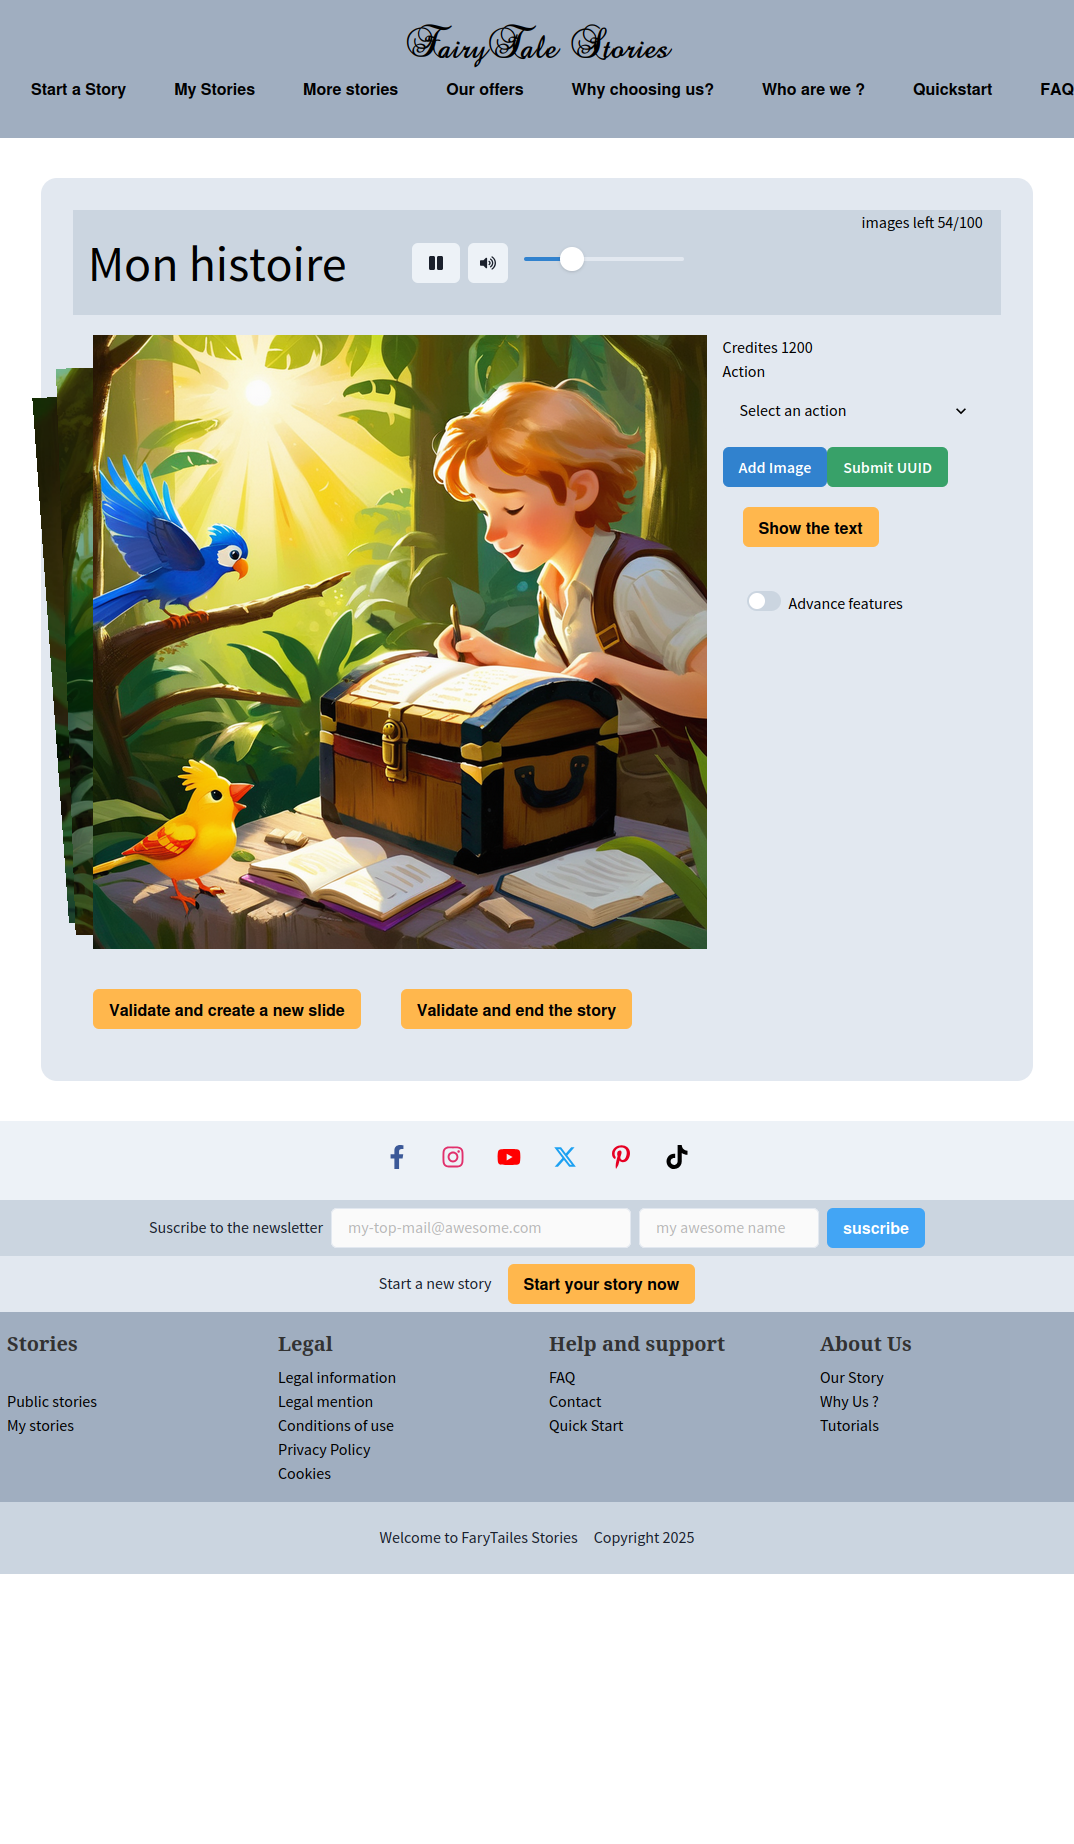 FairyTale Stories
Start a Story My Stories More stories Our offers Why choosing us? Who are we ? Quickstart FAQ
images left 54/100
Mon histoire
Credites 1200
Action
Select an action
Add Image Submit UUID
Show the text
Advance features
Validate and create a new slide Validate and end the story
Suscribe to the newsletter my-top-mail@awesome.com my awesome name suscribe
Start a new story Start your story now
Stories Legal Help and support About Us
Legal information FAQ Our Story
Public stories Legal mention Contact Why Us ?
My stories Conditions of use Quick Start Tutorials
Privacy Policy
Cookies
Welcome to FaryTailes Stories Copyright 2025